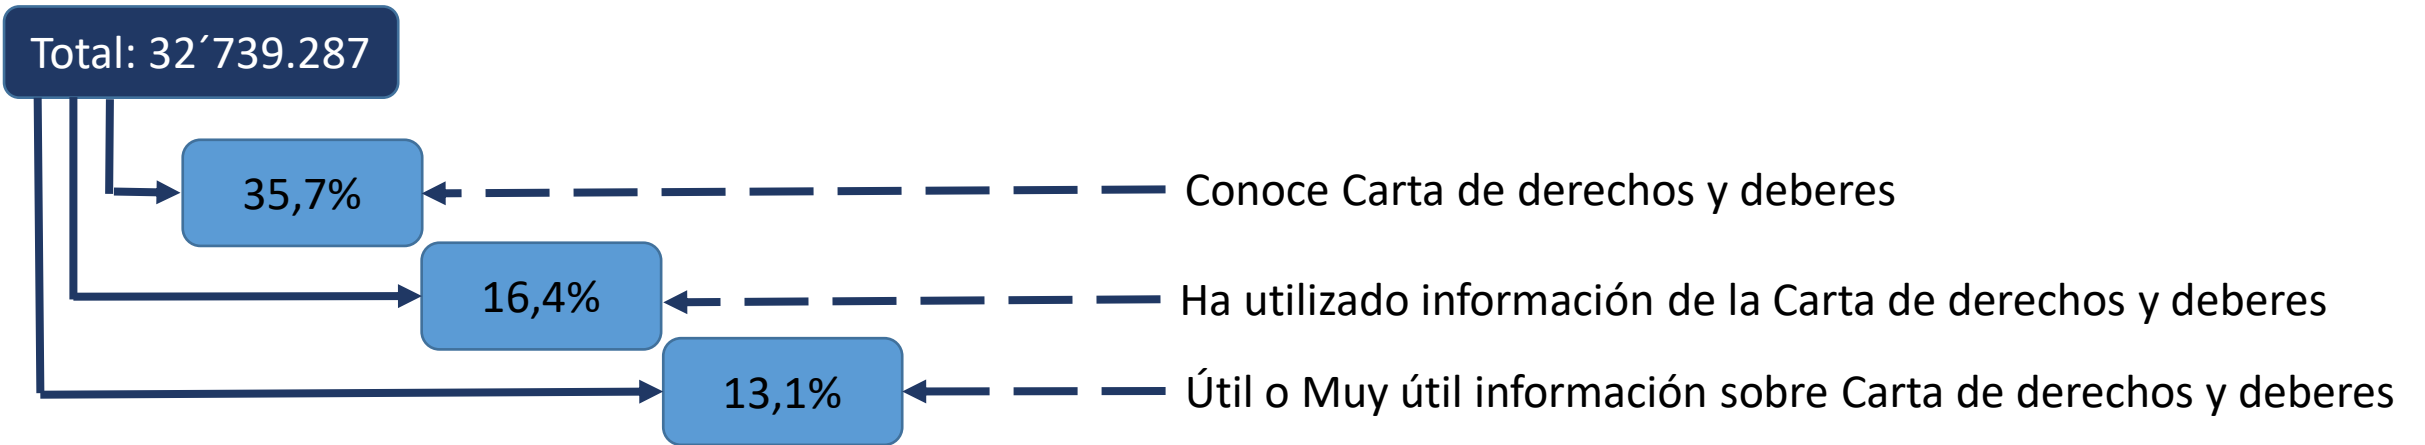 Total: 32´739.287
35,7%
Conoce Carta de derechos y deberes
16,4%
Ha utilizado información de la Carta de derechos y deberes
13,1%
Útil o Muy útil información sobre Carta de derechos y deberes